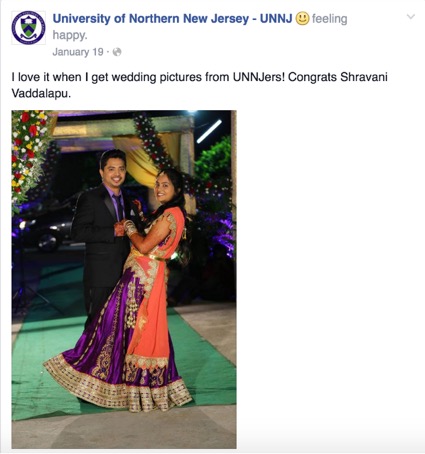 University of Northern New Jersey - UNNJ feeling
happy.
January 19 ·
I love it when I get wedding pictures from UNNJers! Congrats Shravani
Vaddalapu.